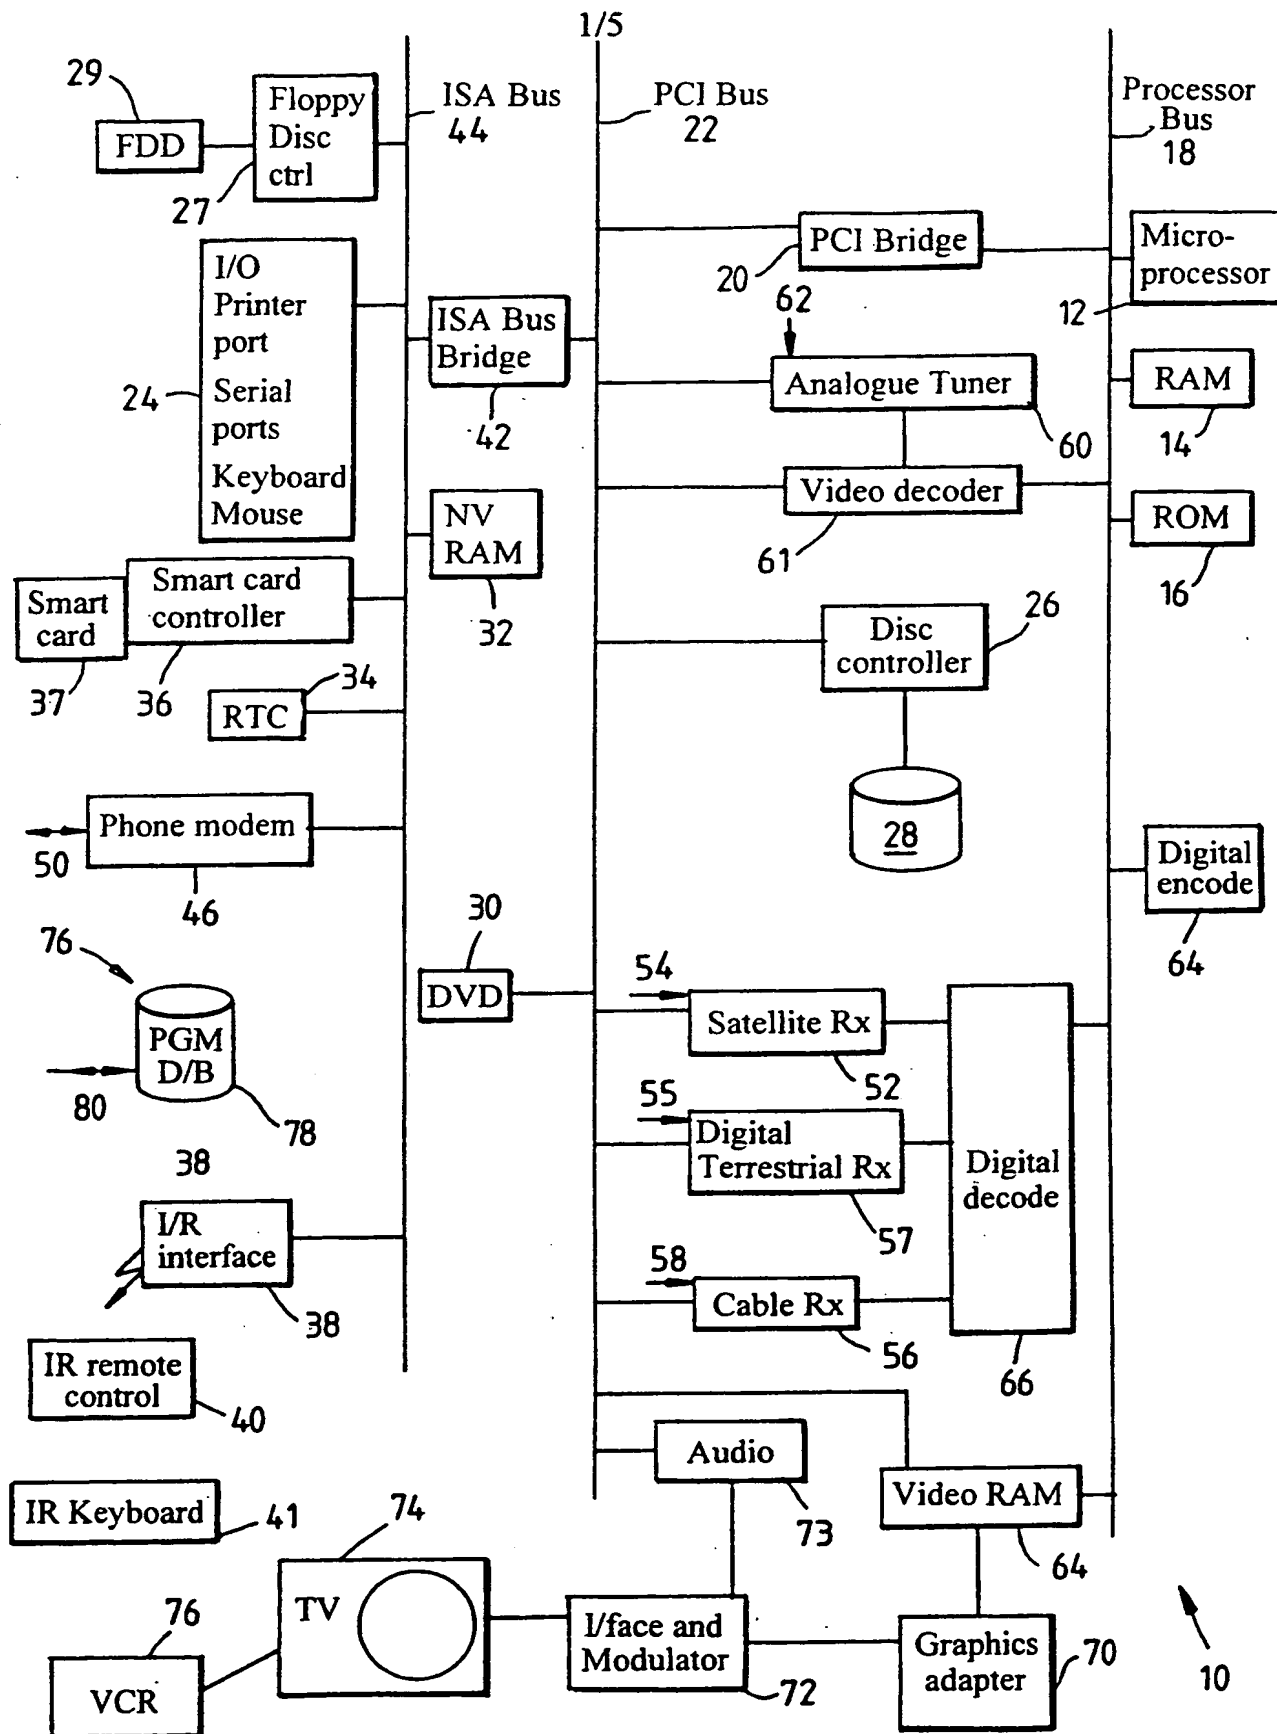 1/5
29
FDD
Floppy
Disc
ctrl
27
ISA Bus
44
PCI Bus
22
Processor
Bus
18
I/O
Printer
port
Serial
ports
Keyboard
Mouse
24
ISA Bus
Bridge
42
PCI Bridge
20
Micro-
processor
12
62
Analogue Tuner
60
RAM
14
Video decoder
61
ROM
16
NV
RAM
32
Smart card
controller
36
Smart
card
37
34
RTC
Disc
controller
26
28
Phone modem
50
46
Digital
encode
64
76
PGM
D/B
80
78
30
DVD
54
Satellite Rx
52
55
Digital
Terrestrial Rx
57
58
Cable Rx
56
Digital
decode
66
38
I/R
interface
38
IR remote
control
40
IR Keyboard
41
Audio
73
Video RAM
64
74
TV
76
VCR
I/face and
Modulator
72
Graphics
adapter
70
10